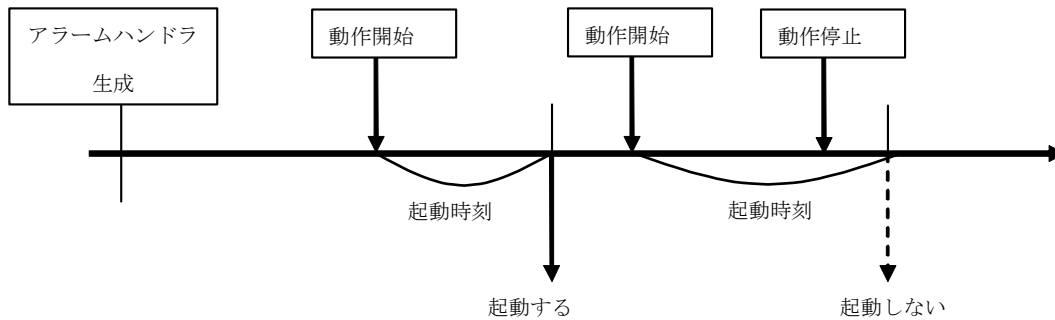 アラームハンドラ
生成
動作開始
動作開始
動作停止
起動時刻
起動時刻
起動する
起動しない